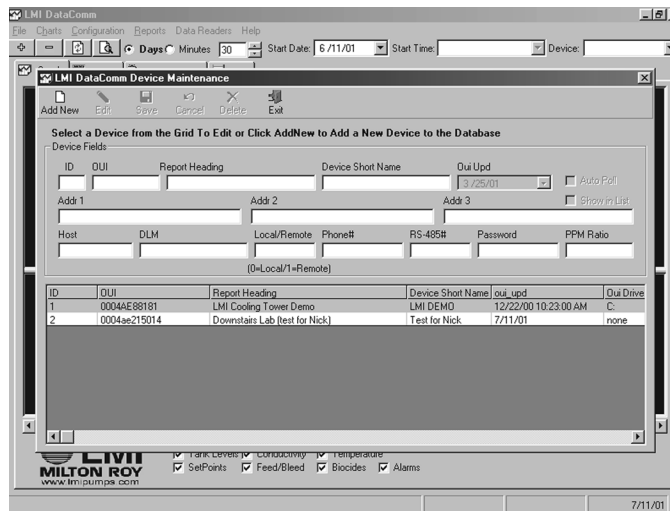 LMI DataComm
File Charts Configuration Reports Data Readers Help
Days Minutes 30 Start Date: 6 /11/01 Start Time: Device:
LMI DataComm Device Maintenance
Add New Edit Save Cancel Delete Exit
Select a Device from the Grid To Edit or Click AddNew to Add a New Device to the Database
Device Fields
ID OUI Report Heading Device Short Name Oui Upd
3 /25/01 Auto Poll
Addr 1 Addr 2 Addr 3 Show in List
Host DLM Local/Remote Phone# RS-485# Password PPM Ratio
(0=Local/1=Remote)
ID OUI Report Heading Device Short Name oui_upd Oui Drive
1 0004AE88181 LMI Cooling Tower Demo LMI DEMO 12/22/00 10:23:00 AM C:
2 0004ae215014 Downstairs Lab (test for Nick) Test for Nick 7/11/01 none
LMI Tank Levels Conductivity Temperature
MILTON ROY SetPoints Feed/Bleed Biocides Alarms
www.lmipumps.com
7/11/01